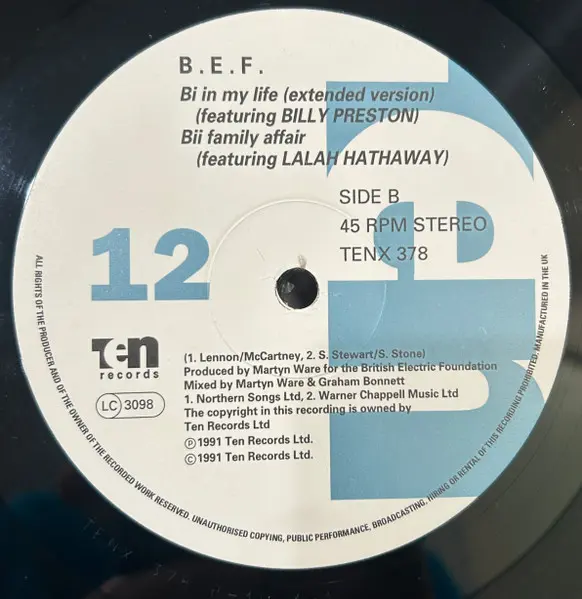 B.E.F.
Bi in my life (extended version)
(featuring BILLY PRESTON)
Bii family affair
(featuring LALAH HATHAWAY)
SIDE B
45 RPM STEREO
TENX 378
12
Ten
records
LC 3098
(1. Lennon/McCartney, 2. S. Stewart/S. Stone)
Produced by Martyn Ware for the British Electric Foundation
Mixed by Martyn Ware & Graham Bonnett
1. Northern Songs Ltd, 2. Warner Chappell Music Ltd
The copyright in this recording is owned by
Ten Records Ltd
Ⓟ1991 Ten Records Ltd.
©1991 Ten Records Ltd.
ALL RIGHTS OF THE PRODUCER AND OF THE OWNER OF THE RECORDED WORK RESERVED. UNAUTHORISED COPYING, PUBLIC PERFORMANCE, BROADCASTING, HIRING OR RENTAL OF THIS RECORDING PROHIBITED. MANUFACTURED IN THE UK
TENX 37